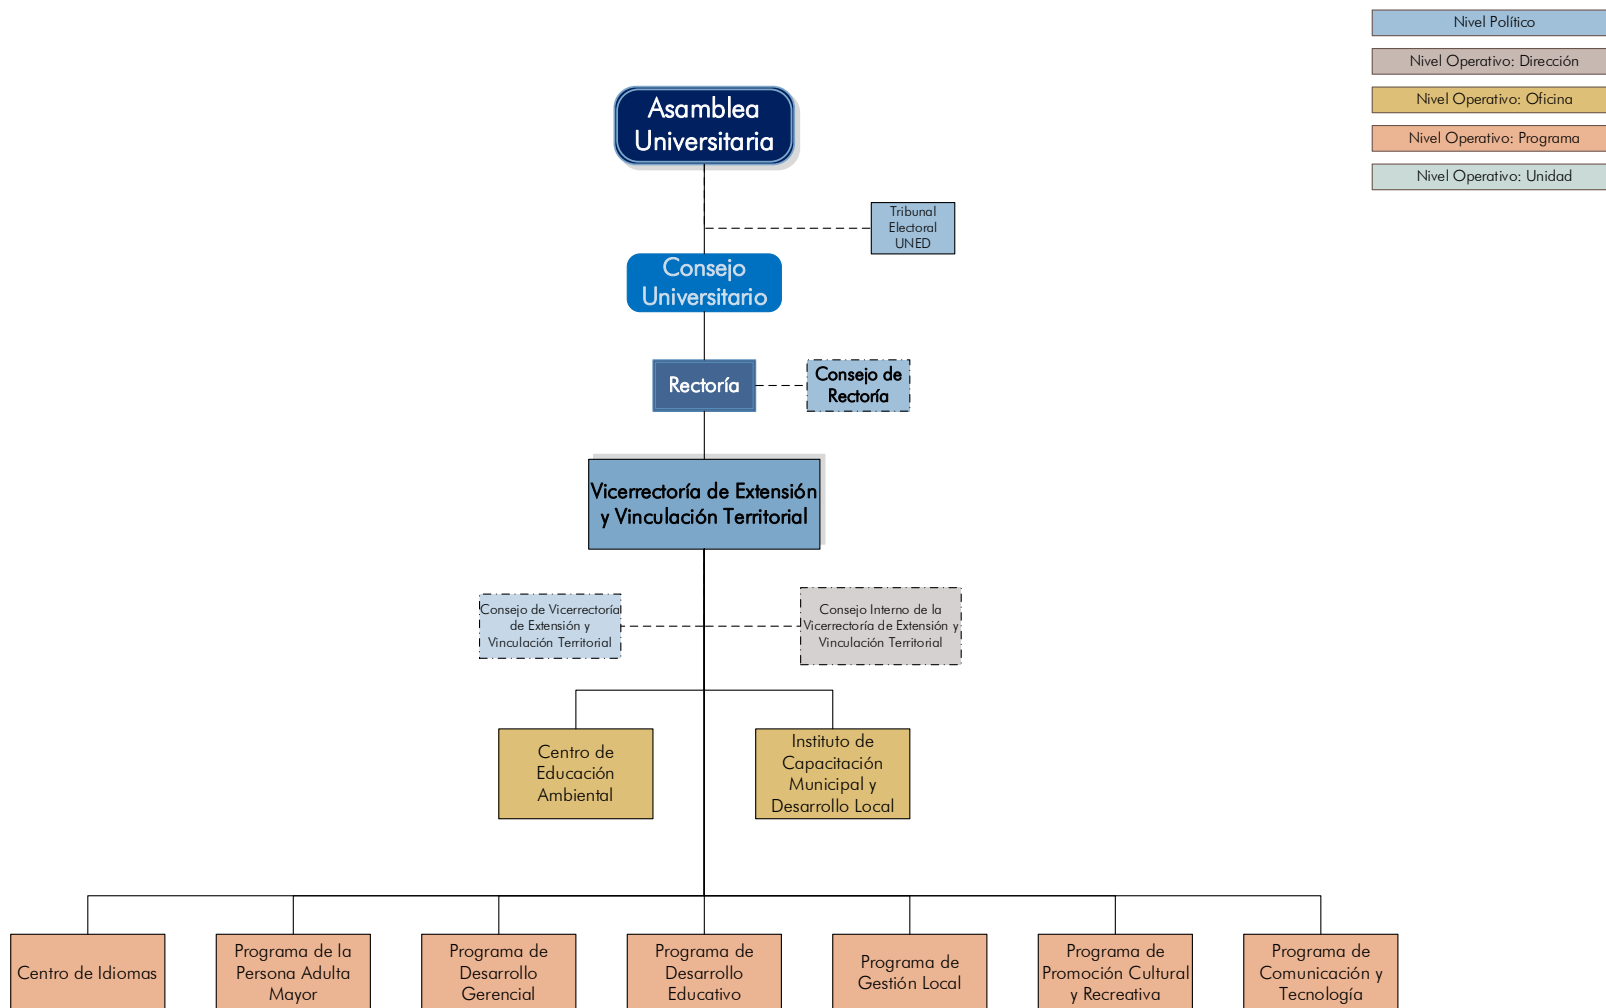 Nivel Político
Nivel Operativo: Dirección
Nivel Operativo: Oficina
Nivel Operativo: Programa
Nivel Operativo: Unidad
Asamblea
Universitaria
Tribunal
Electoral
UNED
Consejo
Universitario
Rectoría
Consejo de
Rectoría
Vicerrectoría de Extensión
y Vinculación Territorial
Consejo de Vicerrectoría
de Extensión y
Vinculación Territorial
Consejo Interno de la
Vicerrectoría de Extensión y
Vinculación Territorial
Centro de
Educación
Ambiental
Instituto de
Capacitación
Municipal y
Desarrollo Local
Centro de Idiomas
Programa de la
Persona Adulta
Mayor
Programa de
Desarrollo
Gerencial
Programa de
Desarrollo
Educativo
Programa de
Gestión Local
Programa de
Promoción Cultural
y Recreativa
Programa de
Comunicación y
Tecnología